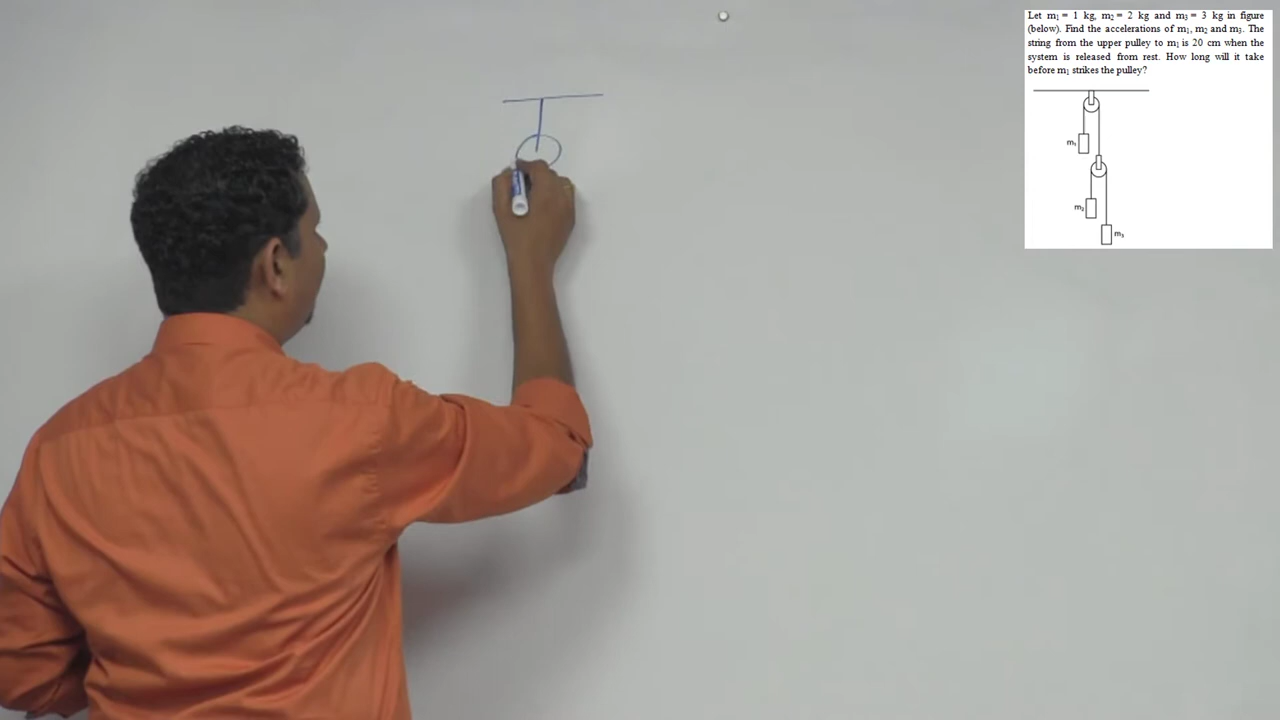 Let m₁ = 1 kg, m₂ = 2 kg and m₃ = 3 kg in figure
(below). Find the accelerations of m₁, m₂ and m₃. The
string from the upper pulley to m₁ is 20 cm when the
system is released from rest. How long will it take
before m₁ strikes the pulley?
m₁
m₂
m₃